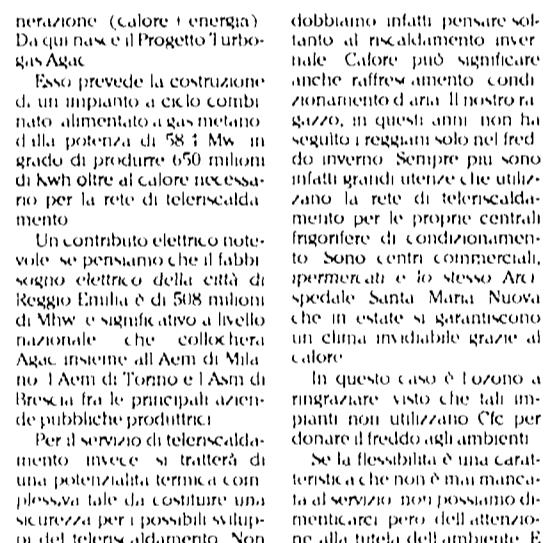 nerazione (calore + energia)
Da qui nasce il Progetto Turbo-
gas Agac
Esso prevede la costruzione
di un impianto a ciclo combi
nato alimentato a gas metano
dalla potenza di 58 1 Mw in
grado di produrre 650 milioni
di Kwh oltre al calore necessa-
rio per la rete di teleriscalda
mento
Un contributo elettrico note-
vole se pensiamo che il fabbi
sogno elettrico della città di
Reggio Emilia è di 508 milioni
di Mhw e significativo a livello
nazionale che collocherà
Agac insieme all Aem di Mila
no l Aem di Torino e l Asm di
Brescia fra le principali azien-
de pubbliche produttrici
Per il servizio di teleriscalda-
mento invece si tratterà di
una potenzialità termica com
plessiva tale da costituire una
sicurezza per i possibili svilup-
pi del teleriscaldamento Non
dobbiamo infatti pensare sol-
tanto al riscaldamento inver
nale Calore può significare
anche raffrescamento condi
zionamento d aria Il nostro ra
gazzo, in questi anni non ha
seguito i reggiani solo nel fred
do inverno Sempre più sono
infatti grandi utenze che utiliz-
zano la rete di teleriscalda-
mento per le proprie centrali
frigorifere di condizionamen-
to Sono centri commerciali,
ipermercati e lo stesso Arci
spedale Santa Maria Nuova
che in estate si garantiscono
un clima invidiabile grazie al
calore
In questo caso è l ozono a
ringraziare visto che tali im-
pianti non utilizzano Cfc per
donare il freddo agli ambienti
Se la flessibilità è una carat-
teristica che non è mai manca-
ta al servizio non possiamo di-
menticarci però dell attenzio-
ne alla tutela dell ambiente E